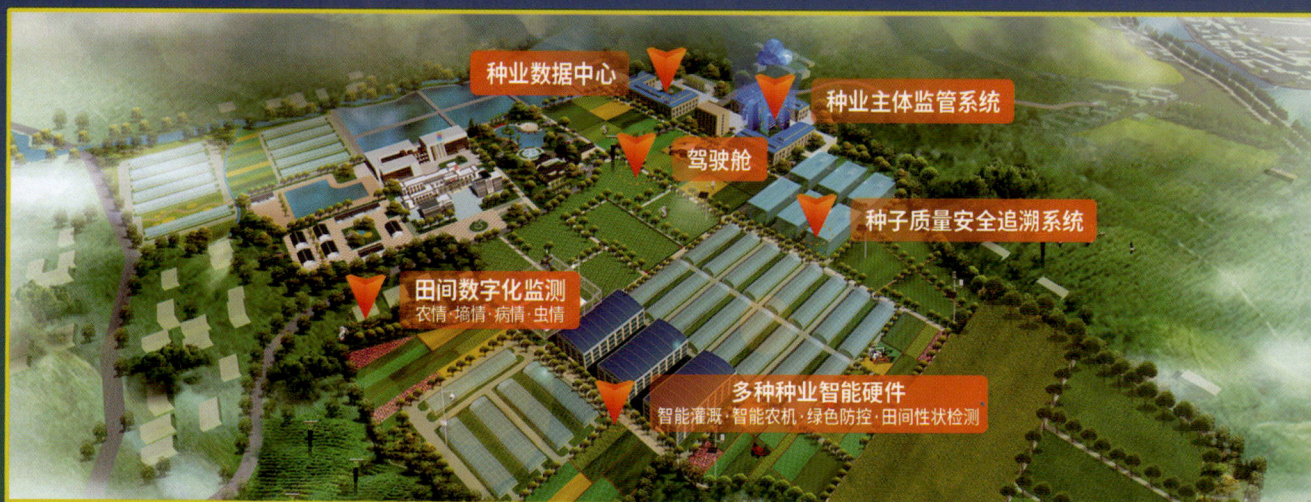 种业数据中心
种业主体监管系统
驾驶舱
种子质量安全追溯系统
田间数字化监测
农情·墒情·病情·虫情
多种种业智能硬件
智能灌溉·智能农机·绿色防控·田间性状检测